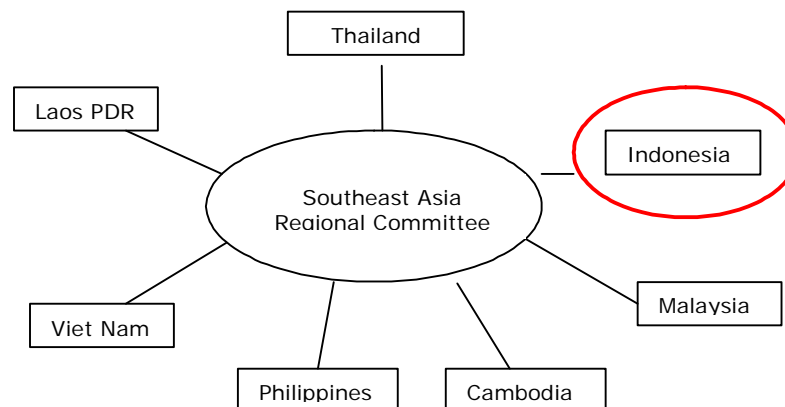 Thailand
Laos PDR
Indonesia
Southeast Asia
Regional Committee
Malaysia
Viet Nam
Philippines
Cambodia